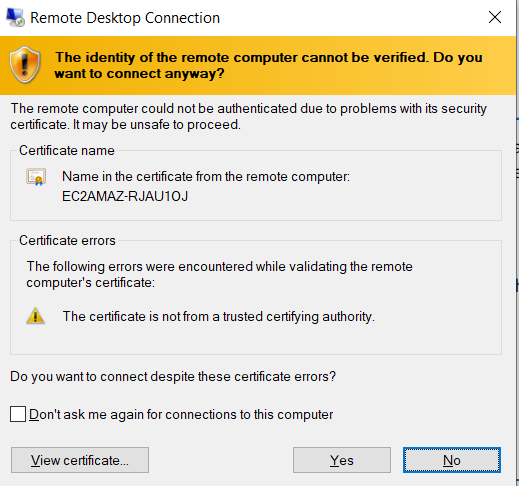 Remote Desktop Connection
The identity of the remote computer cannot be verified. Do you
want to connect anyway?
The remote computer could not be authenticated due to problems with its security
certificate. It may be unsafe to proceed.
Certificate name
Name in the certificate from the remote computer:
EC2AMAZ-RJAU1OJ
Certificate errors
The following errors were encountered while validating the remote
computer's certificate:
The certificate is not from a trusted certifying authority.
Do you want to connect despite these certificate errors?
Don't ask me again for connections to this computer
View certificate... Yes No